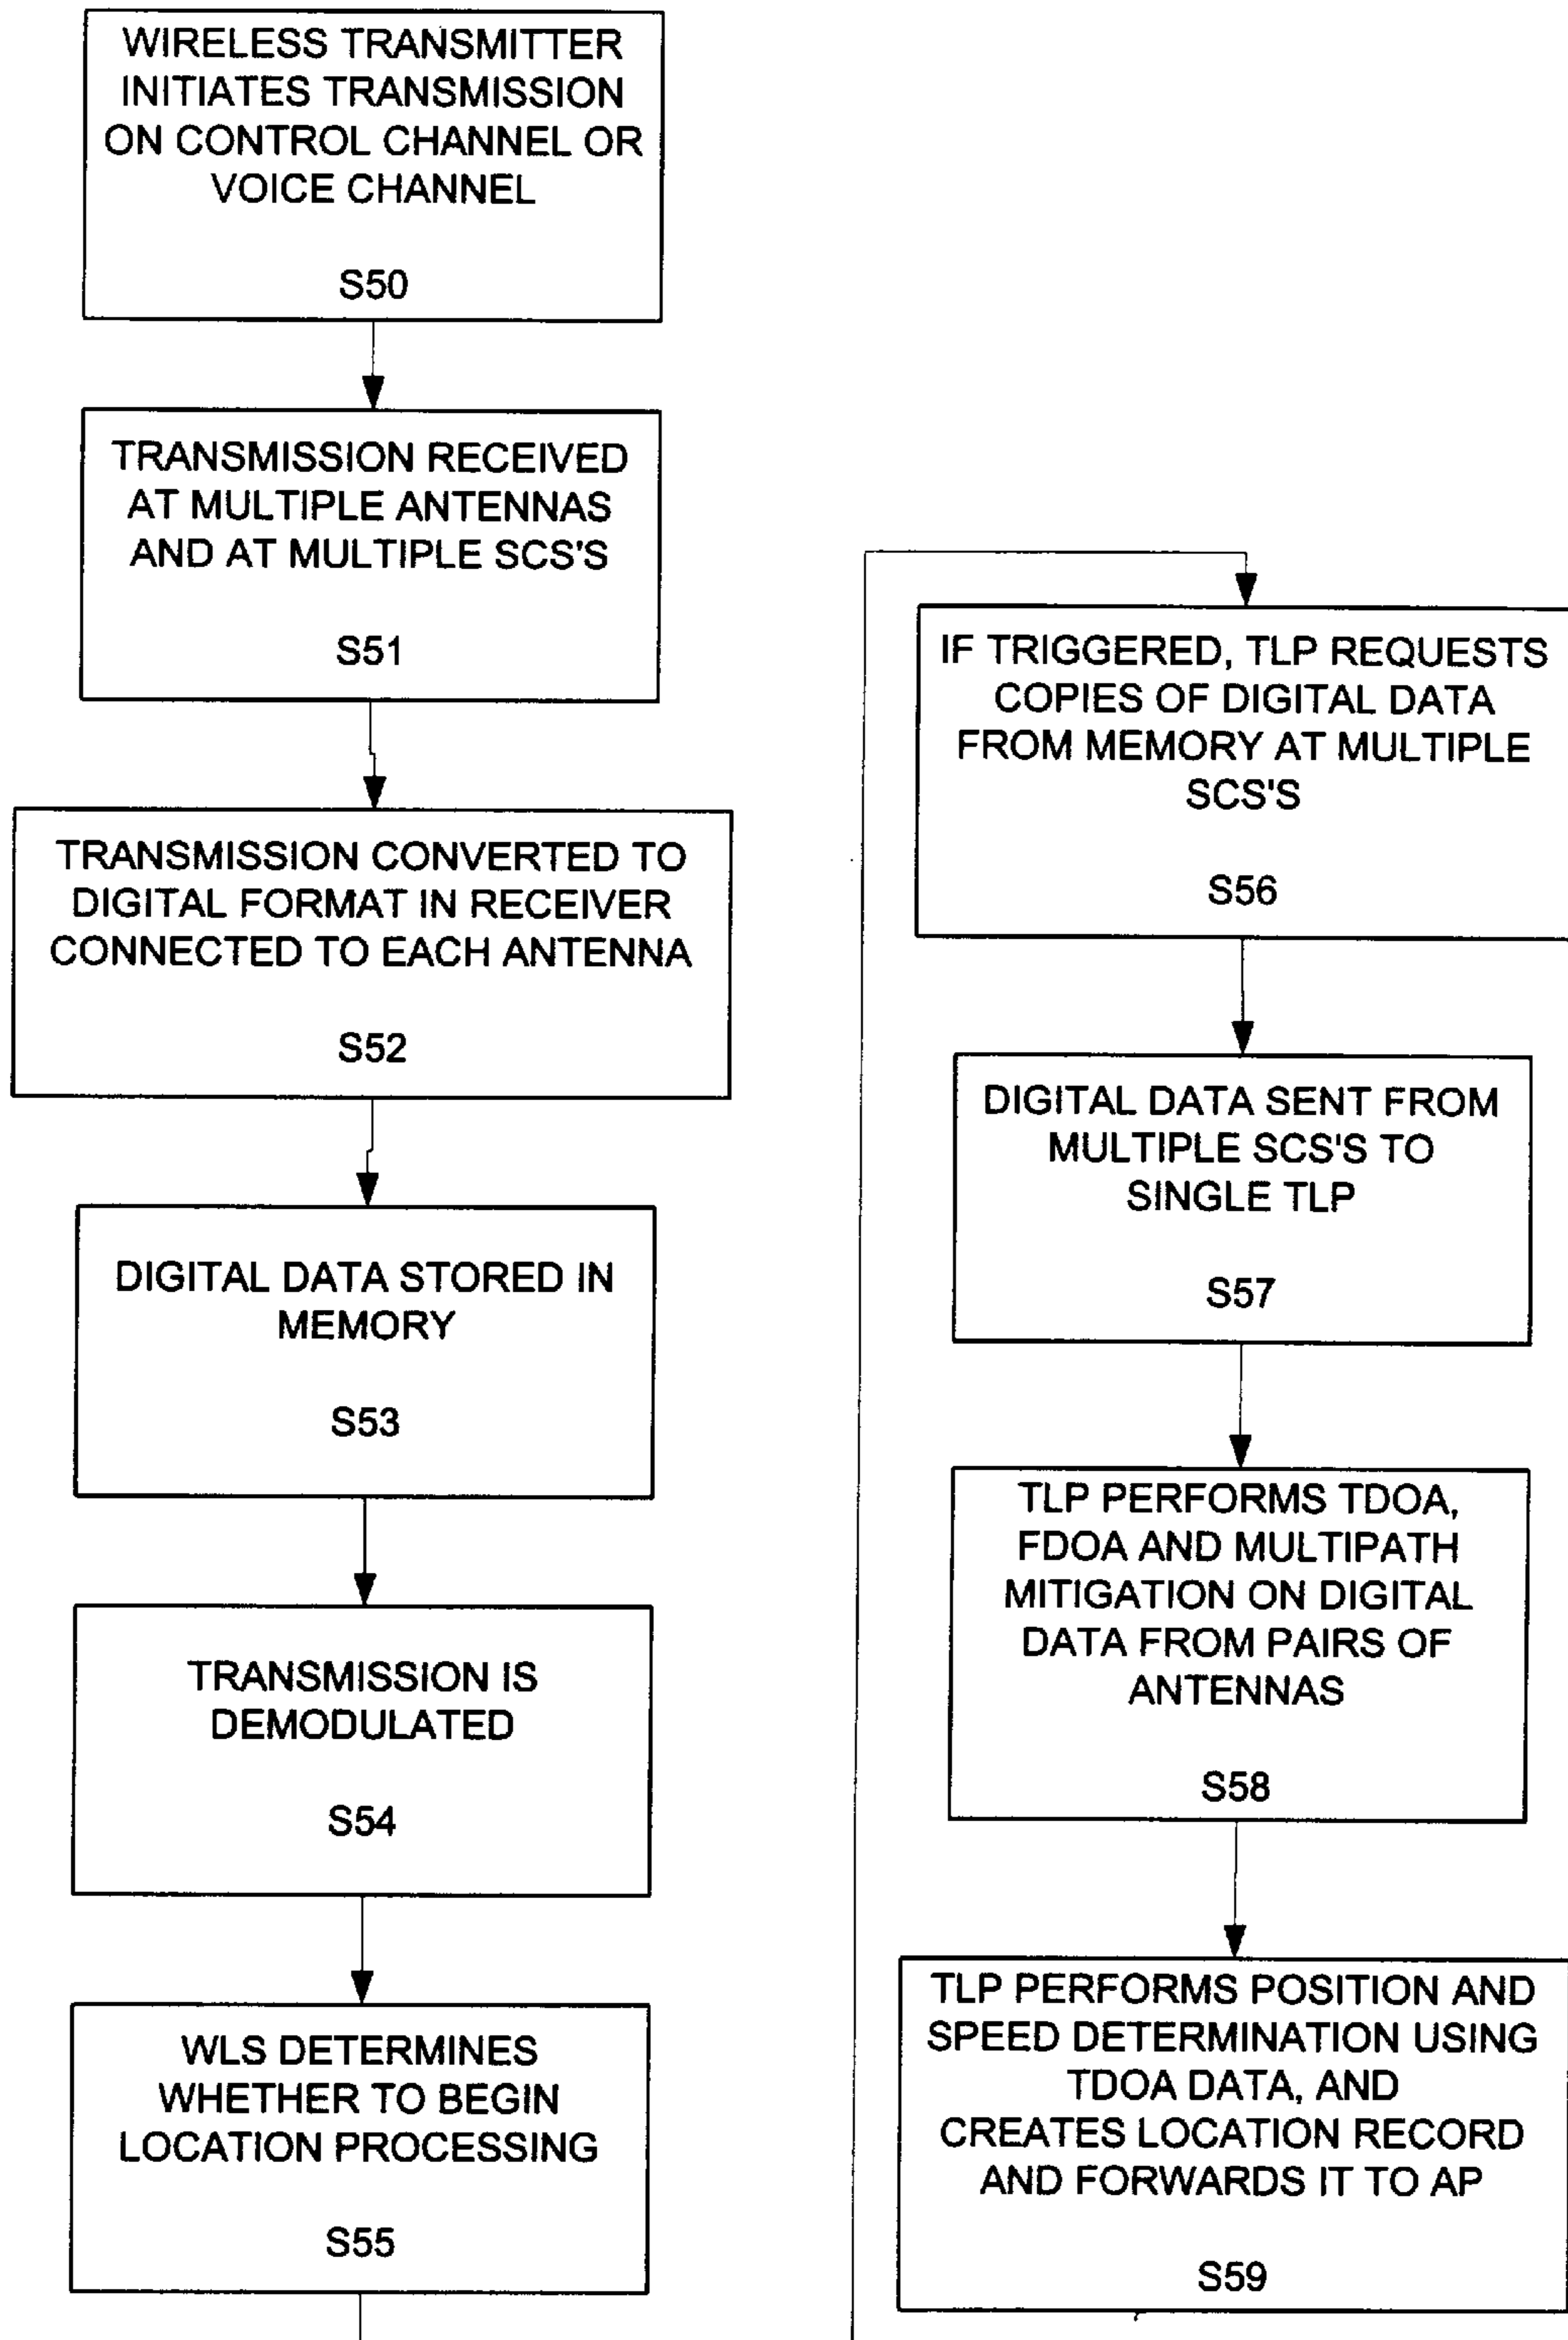 WIRELESS TRANSMITTER
INITIATES TRANSMISSION
ON CONTROL CHANNEL OR
VOICE CHANNEL
S50
TRANSMISSION RECEIVED
AT MULTIPLE ANTENNAS
AND AT MULTIPLE SCS'S
S51
TRANSMISSION CONVERTED TO
DIGITAL FORMAT IN RECEIVER
CONNECTED TO EACH ANTENNA
S52
DIGITAL DATA STORED IN
MEMORY
S53
TRANSMISSION IS
DEMODULATED
S54
WLS DETERMINES
WHETHER TO BEGIN
LOCATION PROCESSING
S55
IF TRIGGERED, TLP REQUESTS
COPIES OF DIGITAL DATA
FROM MEMORY AT MULTIPLE
SCS'S
S56
DIGITAL DATA SENT FROM
MULTIPLE SCS'S TO
SINGLE TLP
S57
TLP PERFORMS TDOA,
FDOA AND MULTIPATH
MITIGATION ON DIGITAL
DATA FROM PAIRS OF
ANTENNAS
S58
TLP PERFORMS POSITION AND
SPEED DETERMINATION USING
TDOA DATA, AND
CREATES LOCATION RECORD
AND FORWARDS IT TO AP
S59